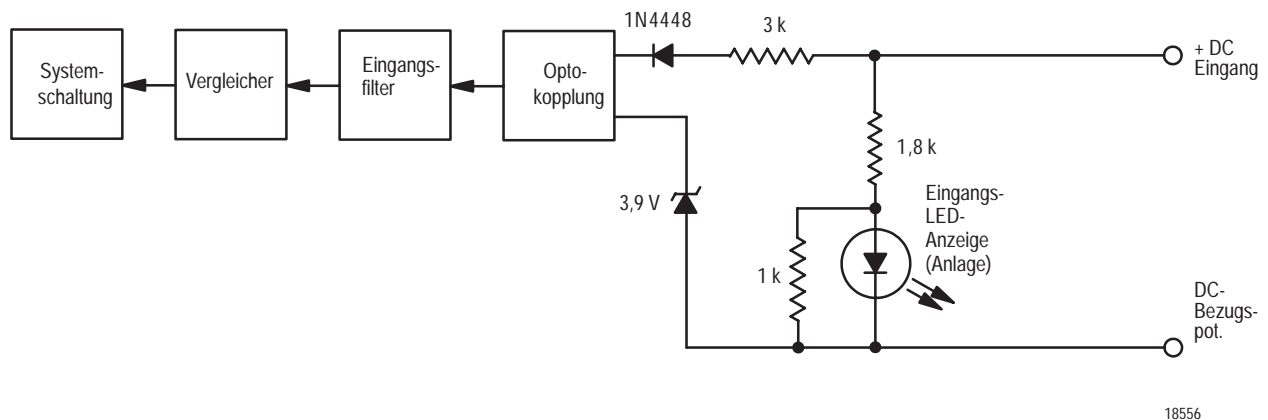 1N4448
3 k
+ DC
Eingang
System-
schaltung
Vergleicher
Eingangs-
filter
Opto-
kopplung
1,8 k
3,9 V
Eingangs-
LED-
Anzeige
(Anlage)
1 k
DC-
Bezugs-
pot.
18556